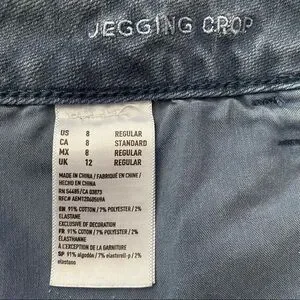 JEGGING CROP
US 8 REGULAR
CA 8 STANDARD
MX 8 REGULAR
UK 12 REGULAR
MADE IN CHINA / FABRIQUÉ EN CHINE /
HECHO EN CHINA
RN 54485/CA 03873
EN 91% COTTON / 7% POLYESTER / 2%
ELASTANE
EXCLUSIVE OF DECORATION
FR 91% COTON / 7% POLYESTER / 2%
ÉLASTHANNE
À L'EXCEPTION DE LA GARNITURE
SP 91% algodón / 7% / 2%
elastano